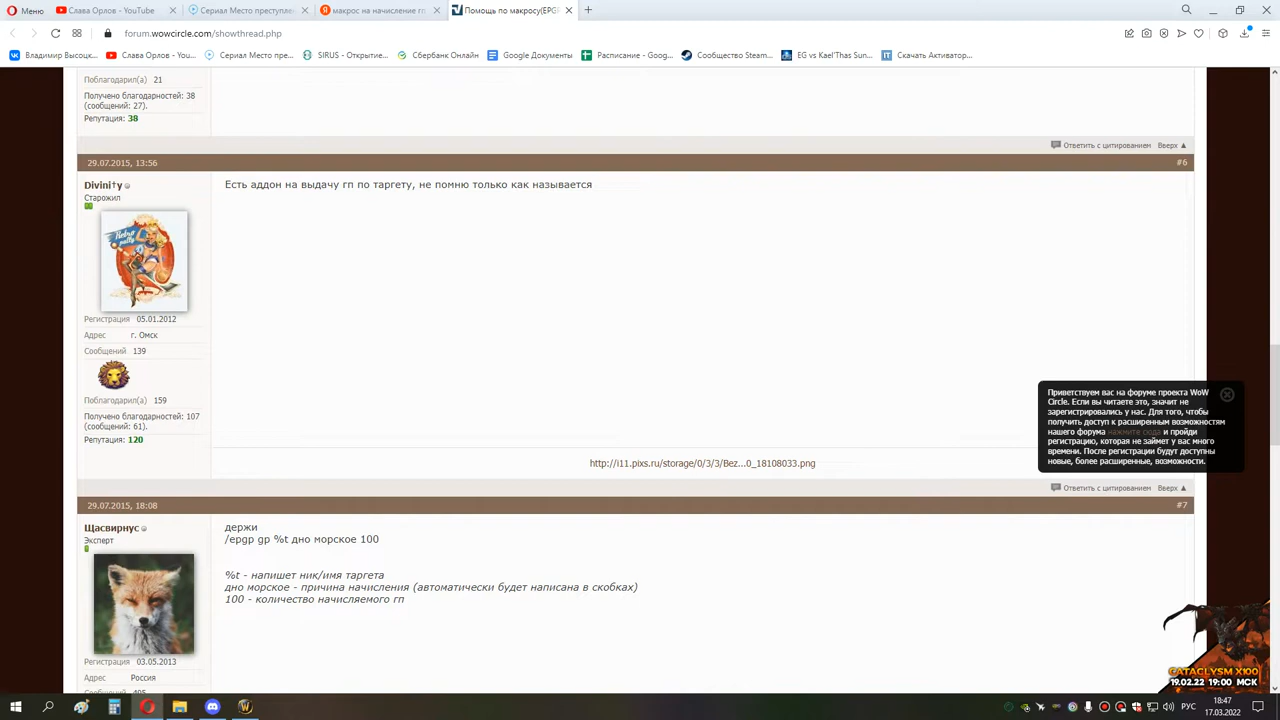 Меню
Слава Орлов - YouTube
Сериал Место преступлен
макрос на начисление гп
Помощь по макросу(EPGP
forum.wowcircle.com/showthread.php
Владимир Высоцк...
Слава Орлов - You...
Сериал Место пре...
SIRUS - Открытие...
Сбербанк Онлайн
Google Документы
Расписание - Goog...
Сообщество Steam...
EG vs Kael'Thas Sun...
Скачать Активатор...
Поблагодарил(а) 21
Получено благодарностей: 38
(сообщений: 27).
Репутация: 38
Ответить с цитированием Вверх ▲
29.07.2015, 13:56
#6
Divini†y
Старожил
Есть аддон на выдачу гп по таргету, не помню только как называется
Retro
party
Регистрация 05.01.2012
Адрес г. Омск
Сообщений 139
Поблагодарил(а) 159
Получено благодарностей: 107
(сообщений: 61).
Репутация: 120
Приветствуем вас на форуме проекта WoW
Circle. Если вы читаете это, значит не
зарегистрировались у нас. Для того, чтобы
получить доступ к расширенным возможностям
нашего форума нажмите сюда и пройди
регистрацию, которая не займет у вас много
времени. После регистрации будут доступны
новые, более расширенные, возможности.
http://i11.pixs.ru/storage/0/3/3/Bez...0_18108033.png
Ответить с цитированием Вверх ▲
29.07.2015, 18:08
#7
Щасвирнус
Эксперт
держи
/epgp gp %t дно морское 100
%t - напишет ник/имя таргета
дно морское - причина начисления (автоматически будет написана в скобках)
100 - количество начисляемого гп
Регистрация 03.05.2013
Адрес Россия
Сообщений 495
CATACLYSM X100
19.02.22 19:00 МСК
РУС
18:47
17.03.2022